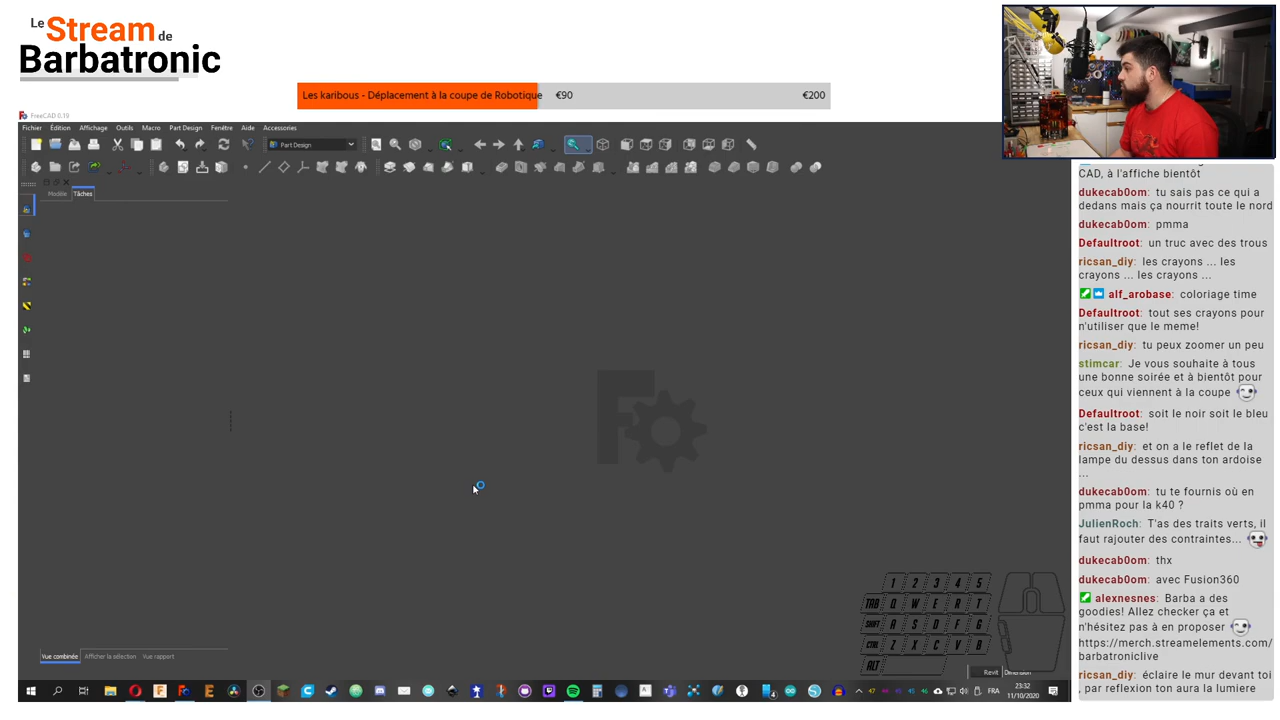 Le Stream de
Barbatronic
Les karibous - Déplacement à la coupe de Robotique €90 €200
FreeCAD 0.19
Fichier Édition Affichage Outils Macro Part Design Fenêtre Aide Accessories
Part Design
Modèle Tâches
CAD, à l'affiche bientôt
dukecab0om: tu sais pas ce qui a
dedans mais ça nourrit toute le nord
dukecab0om: pmma
Defaultroot: un truc avec des trous
ricsan_diy: les crayons ... les
crayons ... les crayons ...
alf_arobase: coloriage time
Defaultroot: tout ses crayons pour
n'utiliser que le meme!
ricsan_diy: tu peux zoomer un peu
stimcar: Je vous souhaite à tous
une bonne soirée et à bientôt pour
ceux qui viennent à la coupe
Defaultroot: soit le noir soit le bleu
c'est la base!
ricsan_diy: et on a le reflet de la
lampe du dessus dans ton ardoise
...
dukecab0om: tu te fournis où en
pmma pour la k40 ?
JulienRoch: T'as des traits verts, il
faut rajouter des contraintes...
dukecab0om: thx
dukecab0om: avec Fusion360
alexnesnes: Barba a des
goodies! Allez checker ça et
n'hésitez pas à en proposer
https://merch.streamelements.com/
barbatroniclive
ricsan_diy: éclaire le mur devant toi
, par reflexion ton aura la lumiere
1 2 3 4 5
TAB Q W E R T
SHIFT A S D F G
CTRL Z X C V B
ALT
Vue combinée Afficher la sélection Vue rapport
Revit Dimension
FRA
23:32
11/10/2020